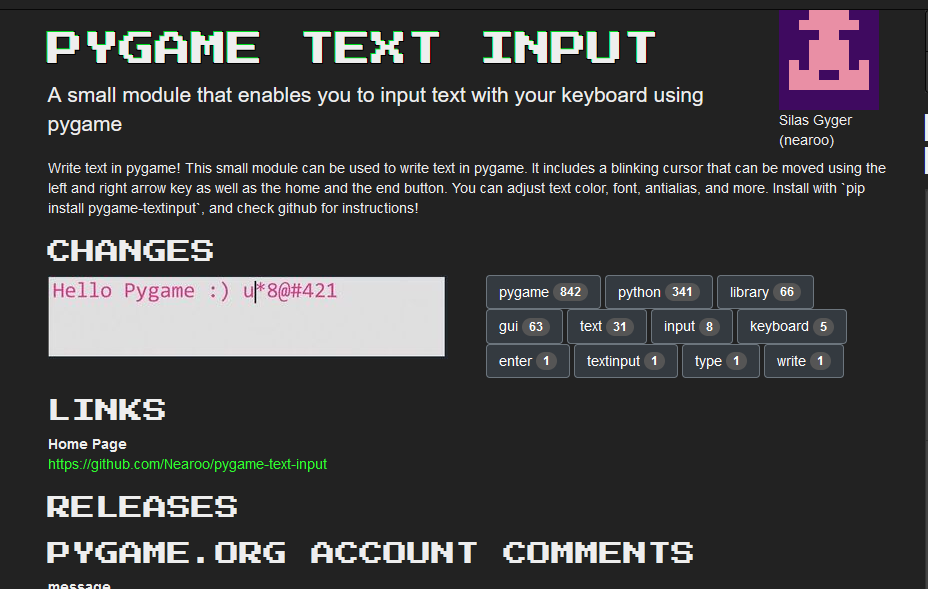 PYGAME TEXT INPUT
A small module that enables you to input text with your keyboard using
pygame
Silas Gyger
(nearoo)
Write text in pygame! This small module can be used to write text in pygame. It includes a blinking cursor that can be moved using the
left and right arrow key as well as the home and the end button. You can adjust text color, font, antialias, and more. Install with `pip
install pygame-textinput`, and check github for instructions!
CHANGES
Hello Pygame :) u*8@#421
pygame 842 python 341 library 66
gui 63 text 31 input 8 keyboard 5
enter 1 textinput 1 type 1 write 1
LINKS
Home Page
https://github.com/Nearoo/pygame-text-input
RELEASES
PYGAME.ORG ACCOUNT COMMENTS
message